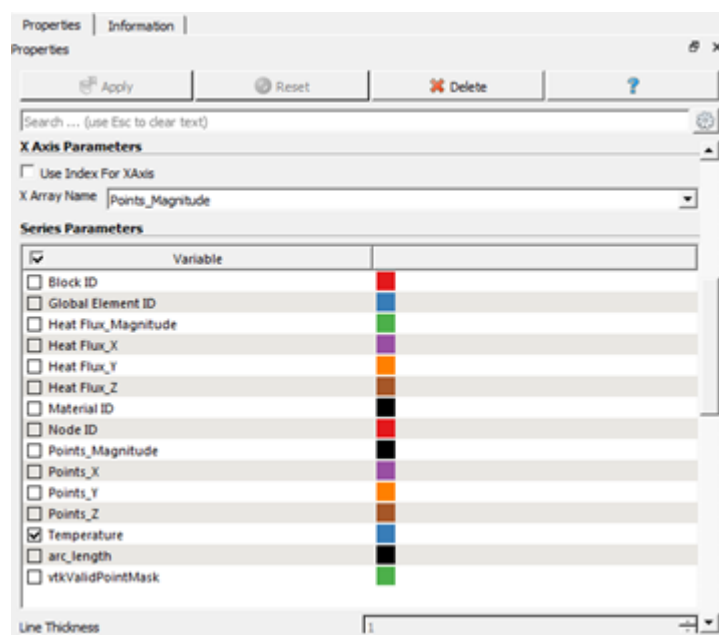 Properties Information
Properties
Apply Reset Delete ?
Search ... (use Esc to clear text)
X Axis Parameters
Use Index For XAxis
X Array Name Points_Magnitude
Series Parameters
Variable
Block ID
Global Element ID
Heat Flux_Magnitude
Heat Flux_X
Heat Flux_Y
Heat Flux_Z
Material ID
Node ID
Points_Magnitude
Points_X
Points_Y
Points_Z
Temperature
arc_length
vtkValidPointMask
Line Thickness 1